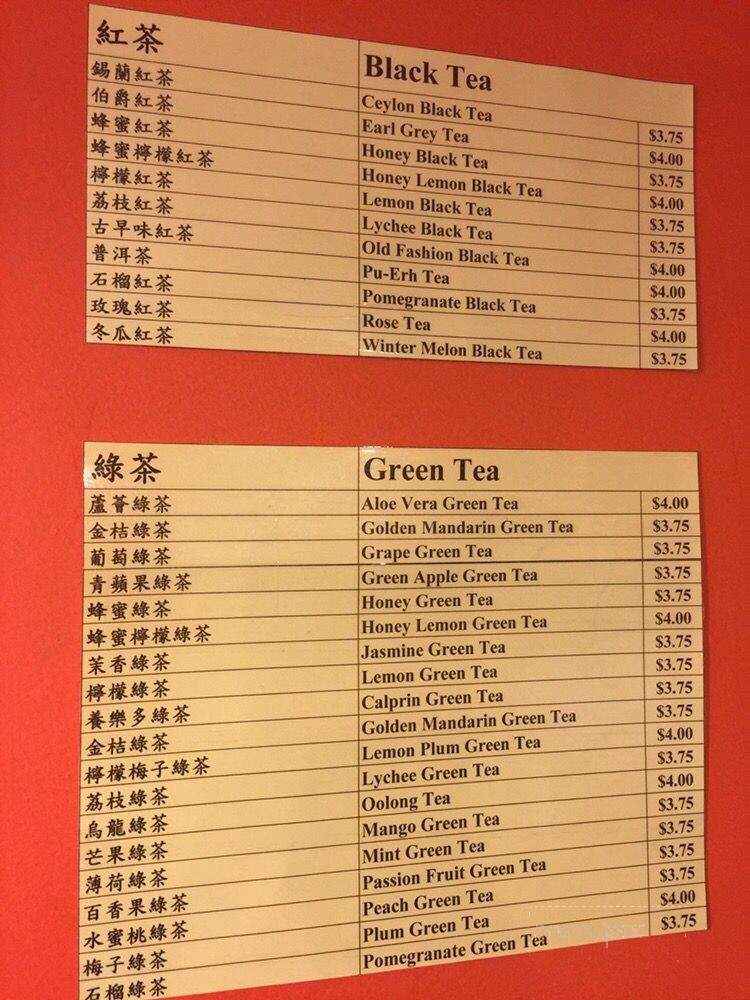 紅茶 Black Tea
錫蘭紅茶 Ceylon Black Tea $3.75
伯爵紅茶 Earl Grey Tea $4.00
蜂蜜紅茶 Honey Black Tea $3.75
蜂蜜檸檬紅茶 Honey Lemon Black Tea $4.00
檸檬紅茶 Lemon Black Tea $3.75
荔枝紅茶 Lychee Black Tea $3.75
古早味紅茶 Old Fashion Black Tea $4.00
普洱茶 Pu-Erh Tea $4.00
石榴紅茶 Pomegranate Black Tea $3.75
玫瑰紅茶 Rose Tea $4.00
冬瓜紅茶 Winter Melon Black Tea $3.75
綠茶 Green Tea
蘆薈綠茶 Aloe Vera Green Tea $4.00
金桔綠茶 Golden Mandarin Green Tea $3.75
葡萄綠茶 Grape Green Tea $3.75
青蘋果綠茶 Green Apple Green Tea $3.75
蜂蜜綠茶 Honey Green Tea $3.75
蜂蜜檸檬綠茶 Honey Lemon Green Tea $4.00
茉香綠茶 Jasmine Green Tea $3.75
檸檬綠茶 Lemon Green Tea $3.75
養樂多綠茶 Calprin Green Tea $3.75
金桔綠茶 Golden Mandarin Green Tea $3.75
檸檬梅子綠茶 Lemon Plum Green Tea $4.00
荔枝綠茶 Lychee Green Tea $3.75
烏龍綠茶 Oolong Tea $4.00
芒果綠茶 Mango Green Tea $3.75
薄荷綠茶 Mint Green Tea $3.75
百香果綠茶 Passion Fruit Green Tea $3.75
水蜜桃綠茶 Peach Green Tea $3.75
梅子綠茶 Plum Green Tea $4.00
石榴綠茶 Pomegranate Green Tea $3.75